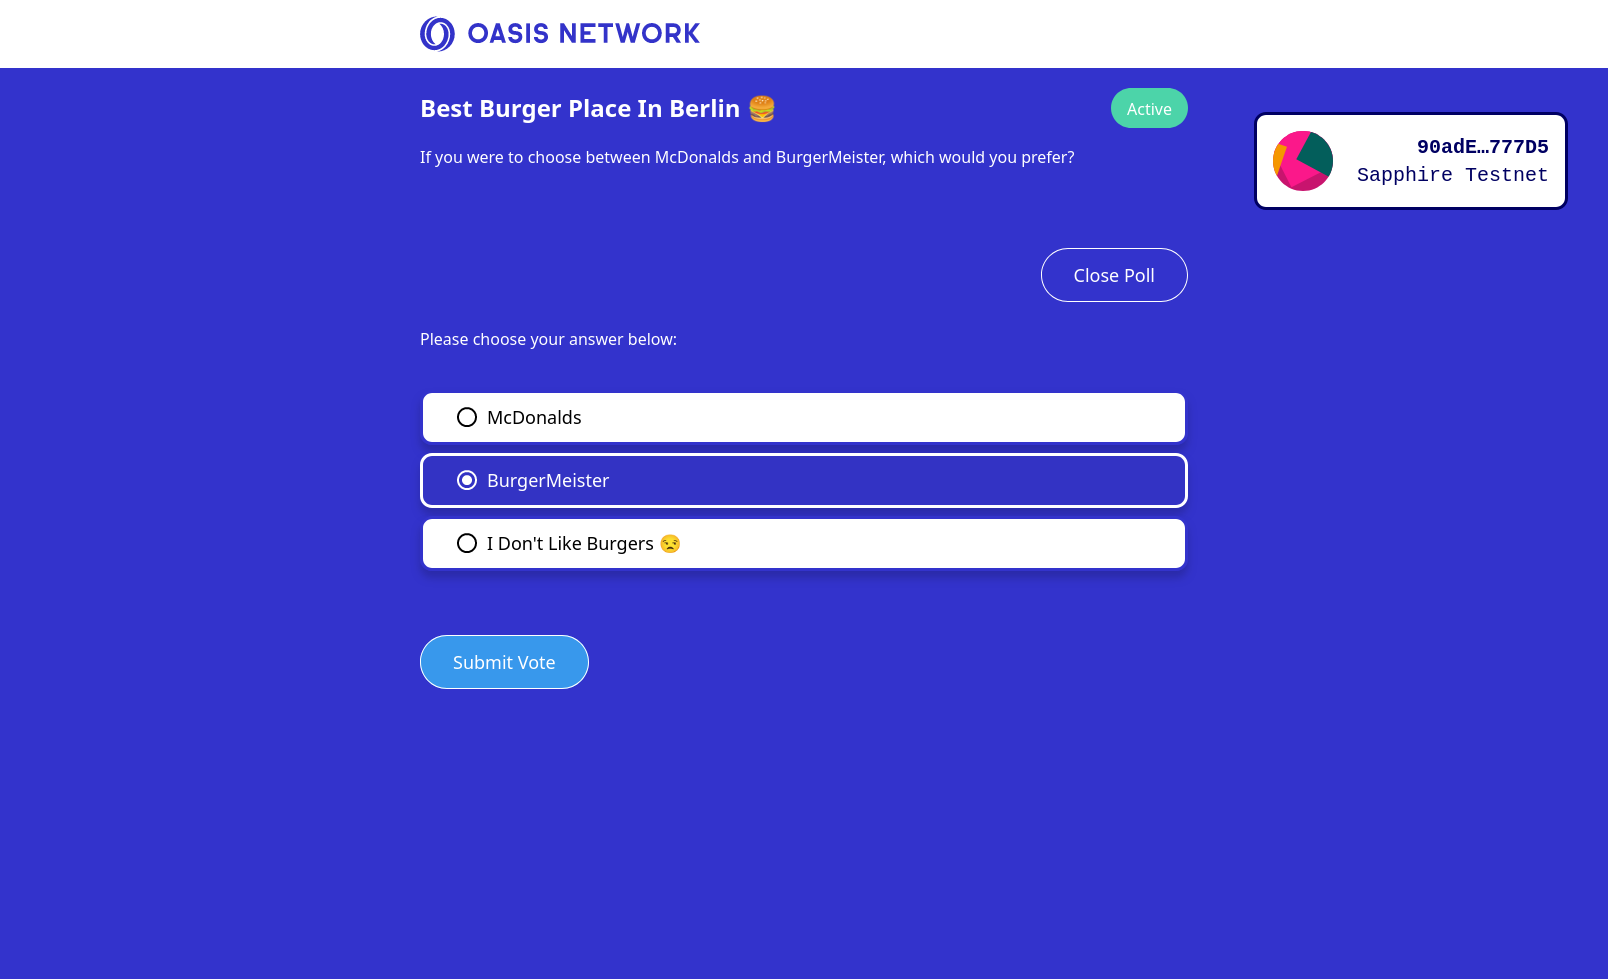 OASIS NETWORK
Best Burger Place In Berlin 🍔
Active
If you were to choose between McDonalds and BurgerMeister, which would you prefer?
90adE…777D5
Sapphire Testnet
Close Poll
Please choose your answer below:
McDonalds
BurgerMeister
I Don't Like Burgers 😒
Submit Vote